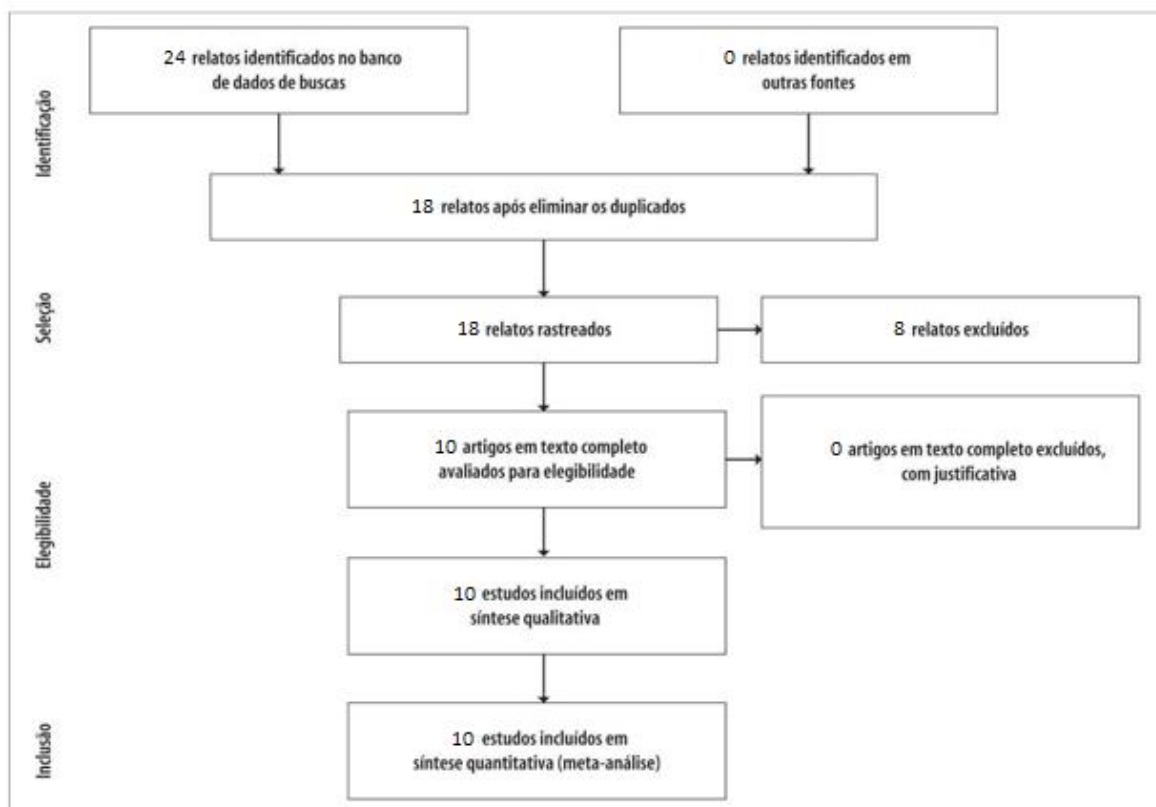 Identificação
24 relatos identificados no banco
de dados de buscas
0 relatos identificados em
outras fontes
18 relatos após eliminar os duplicados
Seleção
18 relatos rastreados
8 relatos excluídos
Elegibilidade
10 artigos em texto completo
avaliados para elegibilidade
0 artigos em texto completo excluídos,
com justificativa
10 estudos incluídos em
síntese qualitativa
Inclusão
10 estudos incluídos em
síntese quantitativa (meta-análise)